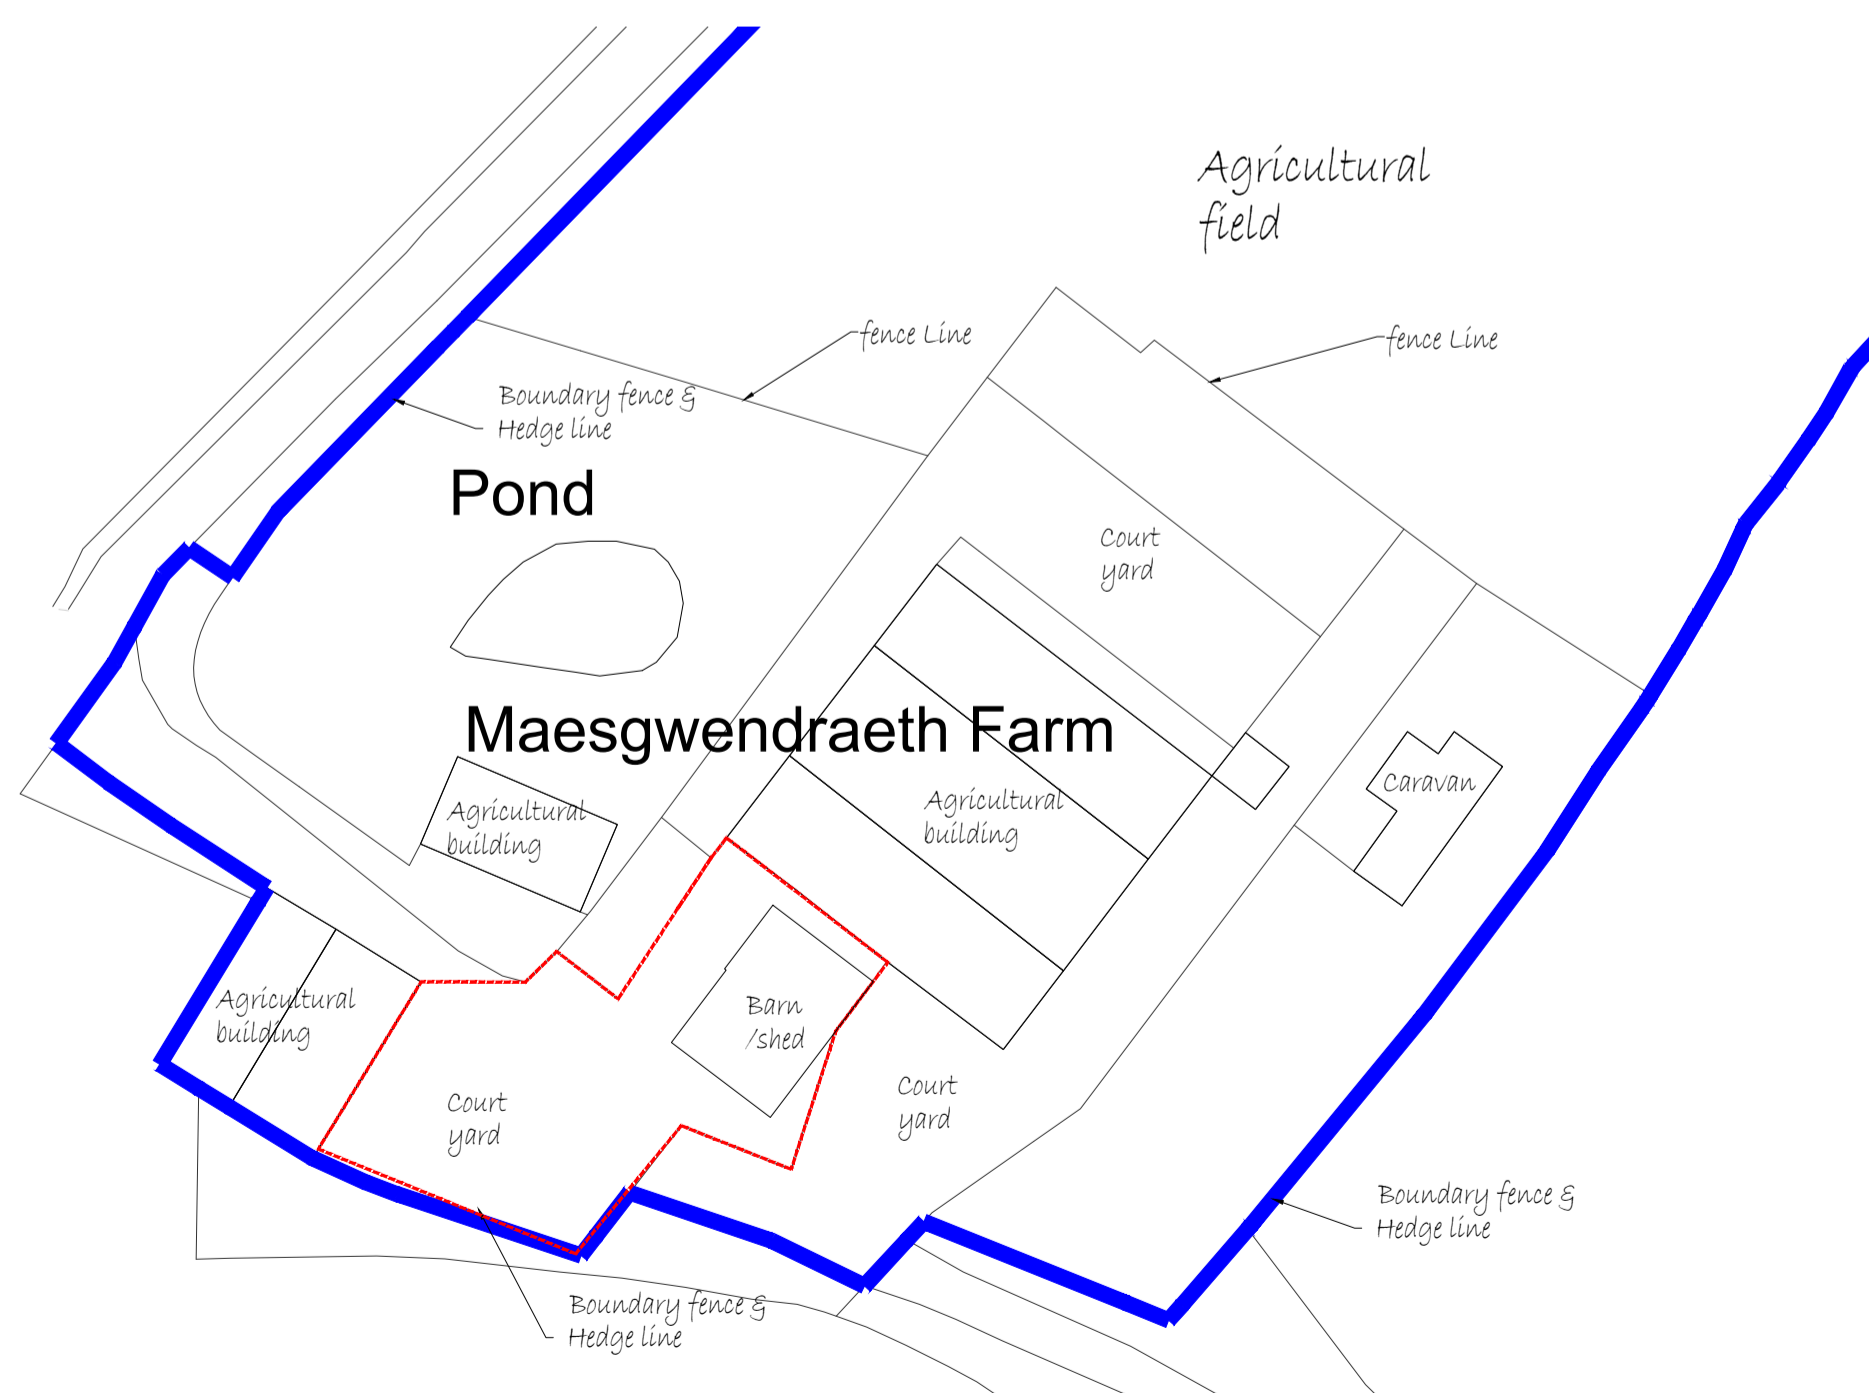 Agricultural
field
fence Line
fence Line
Boundary fence &
Hedge line
Pond
Court
yard
Maesgwendraeth Farm
Caravan
Agricultural
building
Agricultural
building
Agricultural
building
Barn
/shed
Court
yard
Court
yard
Boundary fence &
Hedge line
Boundary fence &
Hedge line